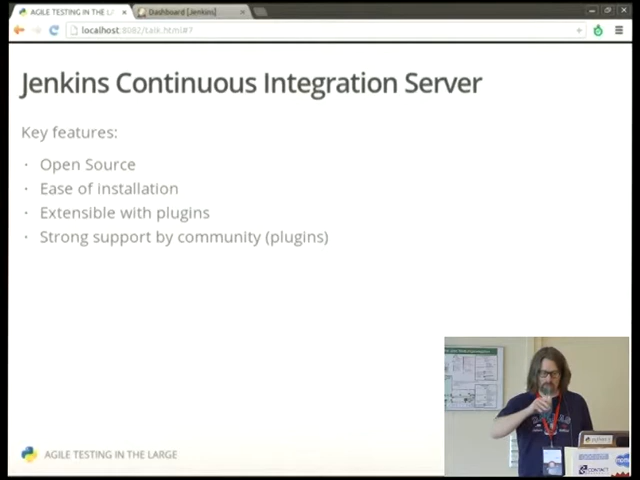 AGILE TESTING IN THE LARGE
Dashboard [Jenkins]
localhost:8082/talk.html#7
Jenkins Continuous Integration Server
Key features:
· Open Source
· Ease of installation
· Extensible with plugins
· Strong support by community (plugins)
AGILE TESTING IN THE LARGE